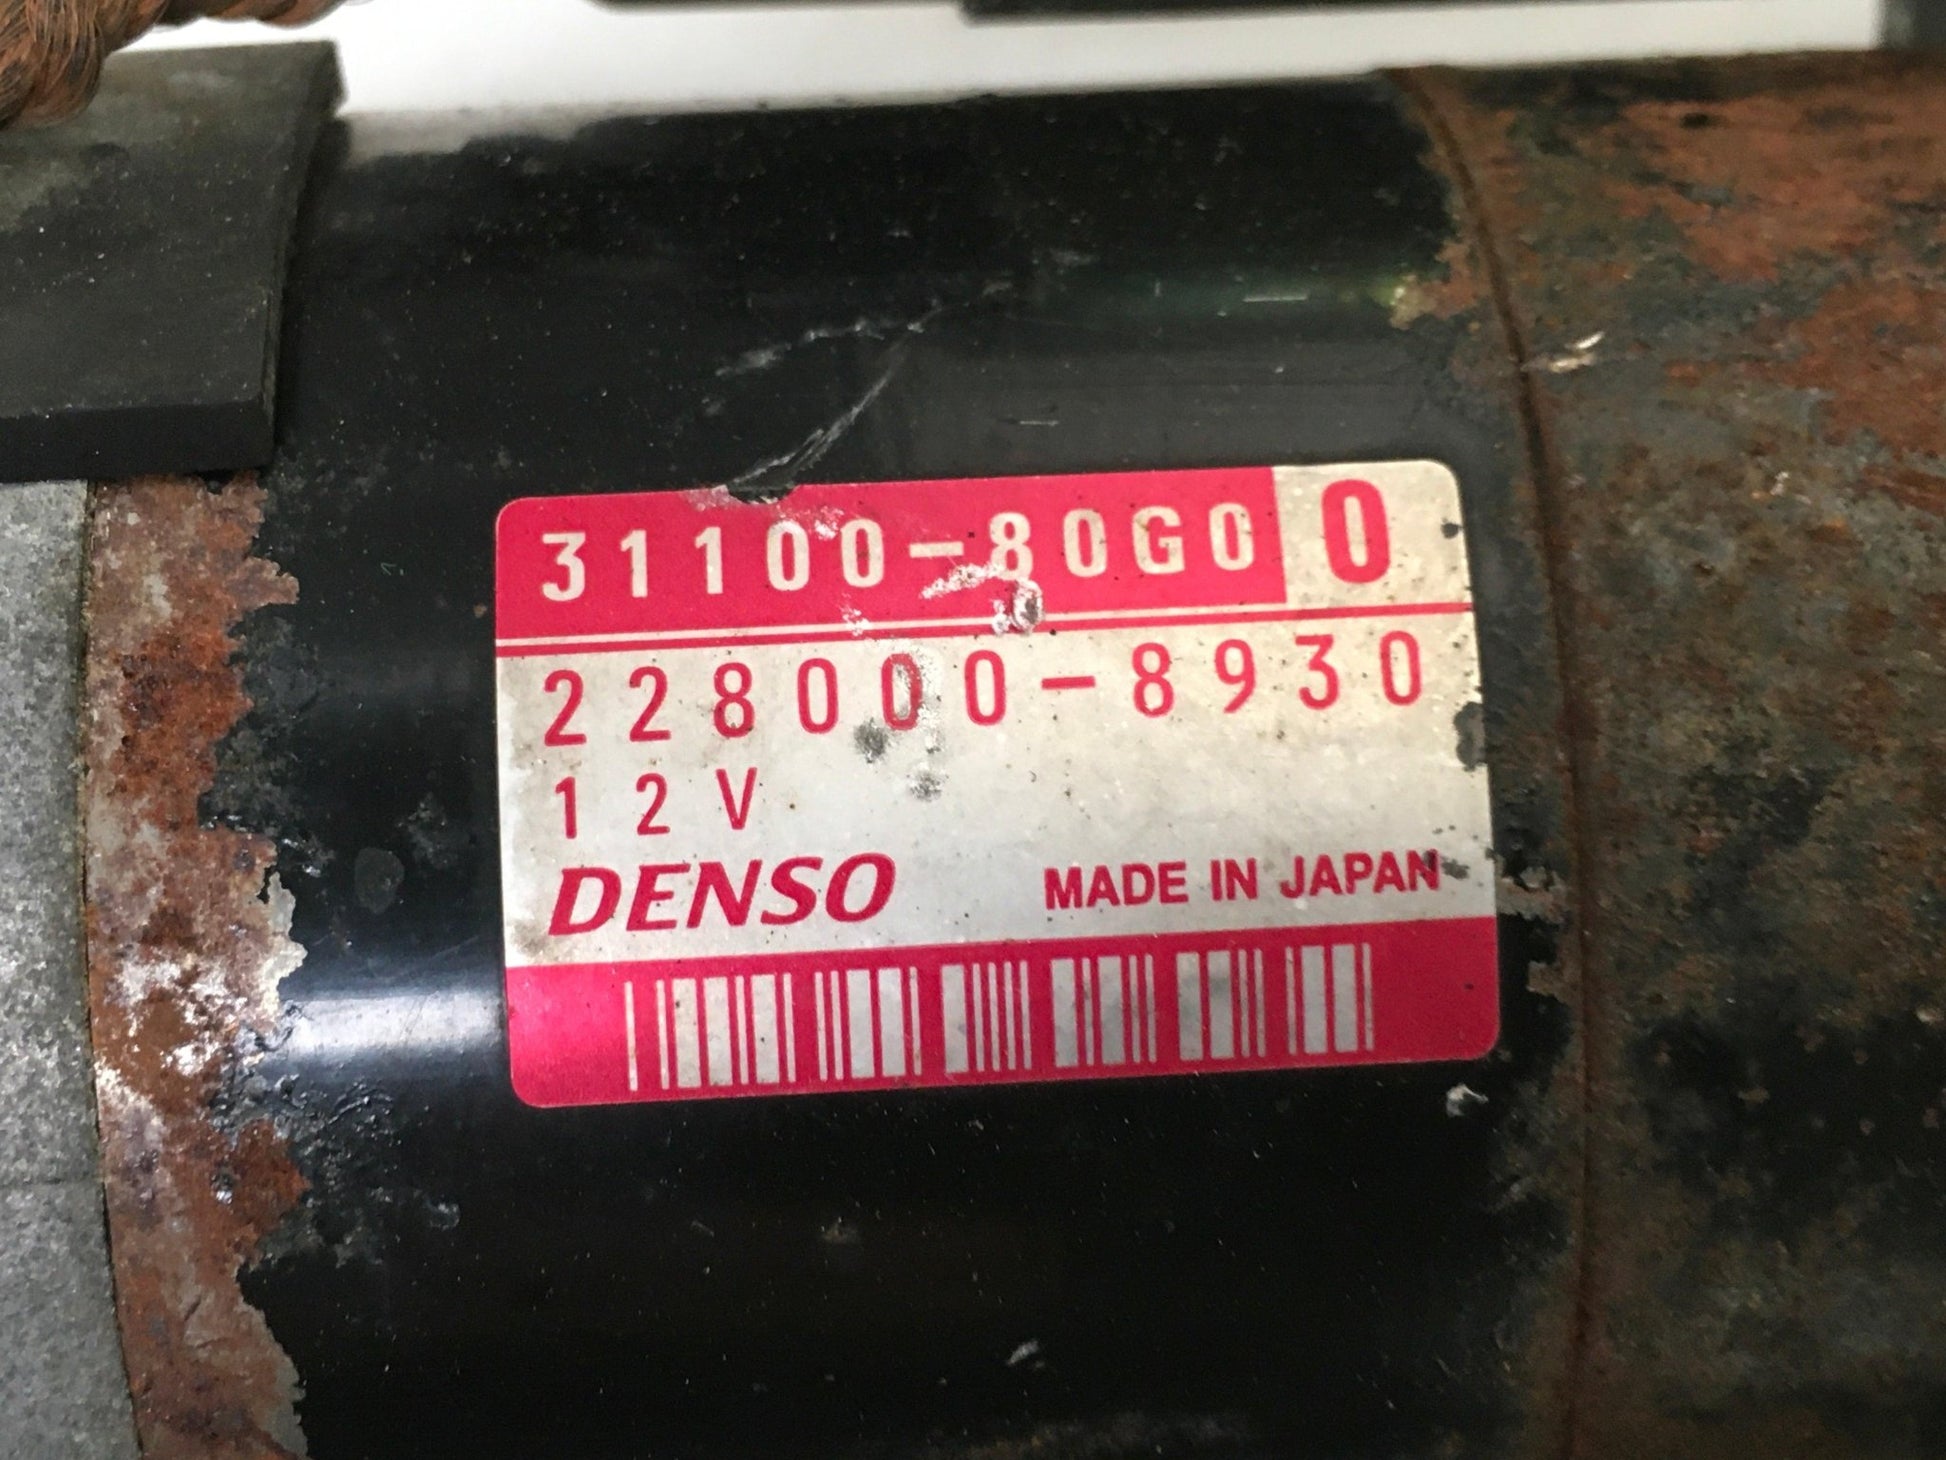 31100-80G0 0
228000-8930
12V
DENSO MADE IN JAPAN